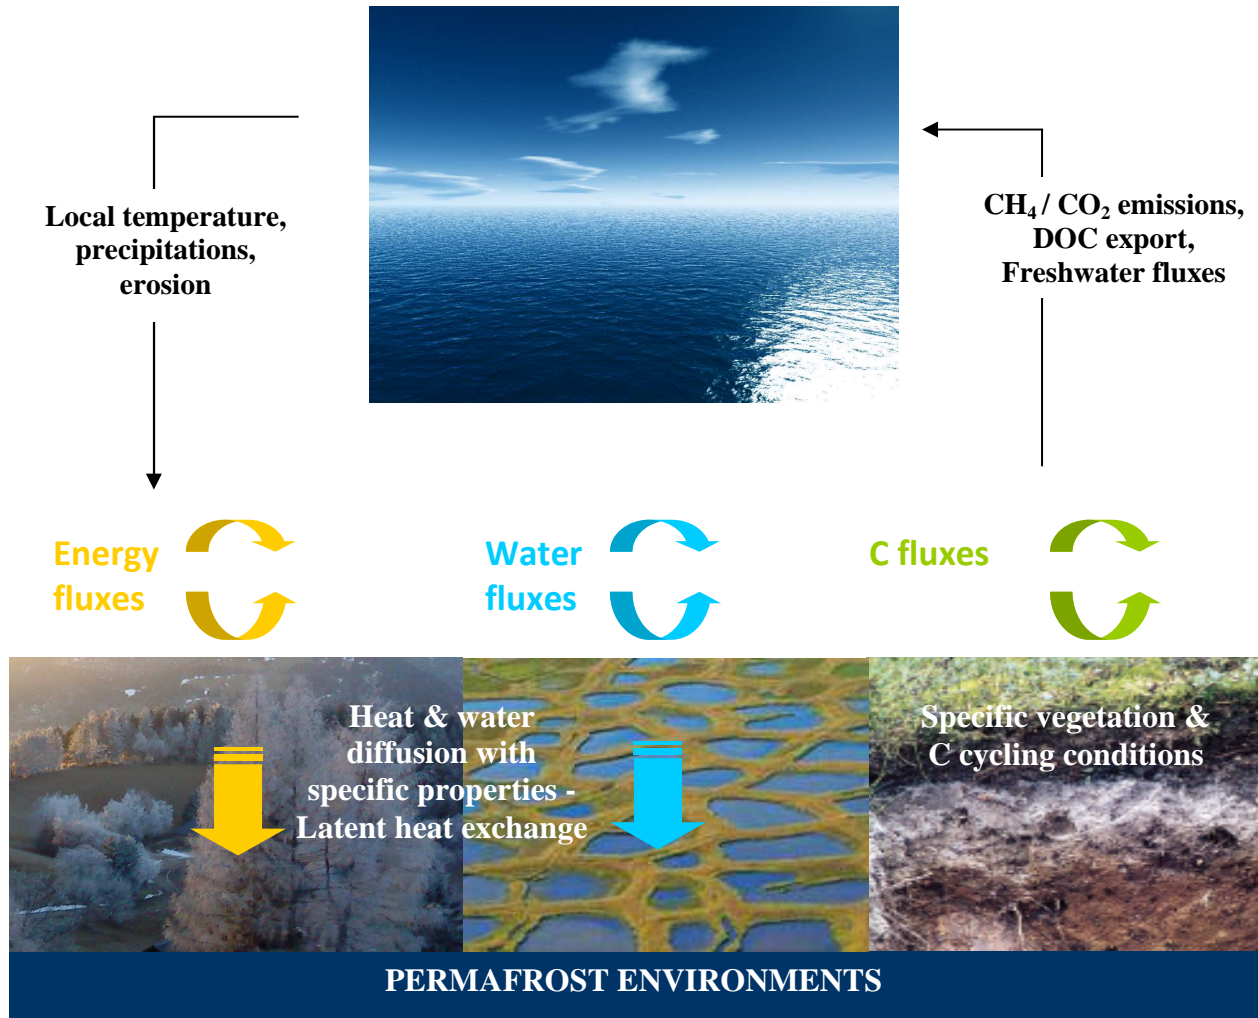 Local temperature,
precipitations,
erosion
CH₄ / CO₂ emissions,
DOC export,
Freshwater fluxes
Energy
fluxes
Water
fluxes
C fluxes
Heat & water
diffusion with
specific properties -
Latent heat exchange
Specific vegetation &
C cycling conditions
PERMAFROST ENVIRONMENTS